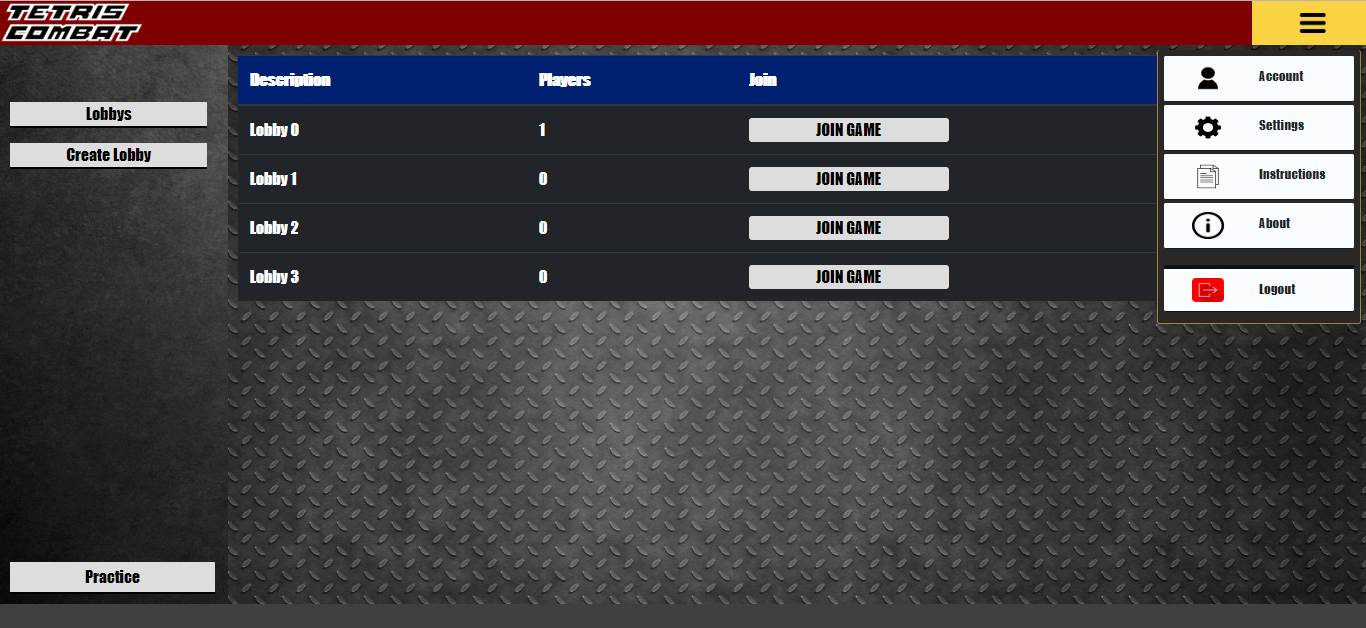 TETRIS
COMBAT
Lobbys
Create Lobby
Practice
Description Players Join
Lobby 0 1 JOIN GAME
Lobby 1 0 JOIN GAME
Lobby 2 0 JOIN GAME
Lobby 3 0 JOIN GAME
Account
Settings
Instructions
About
Logout